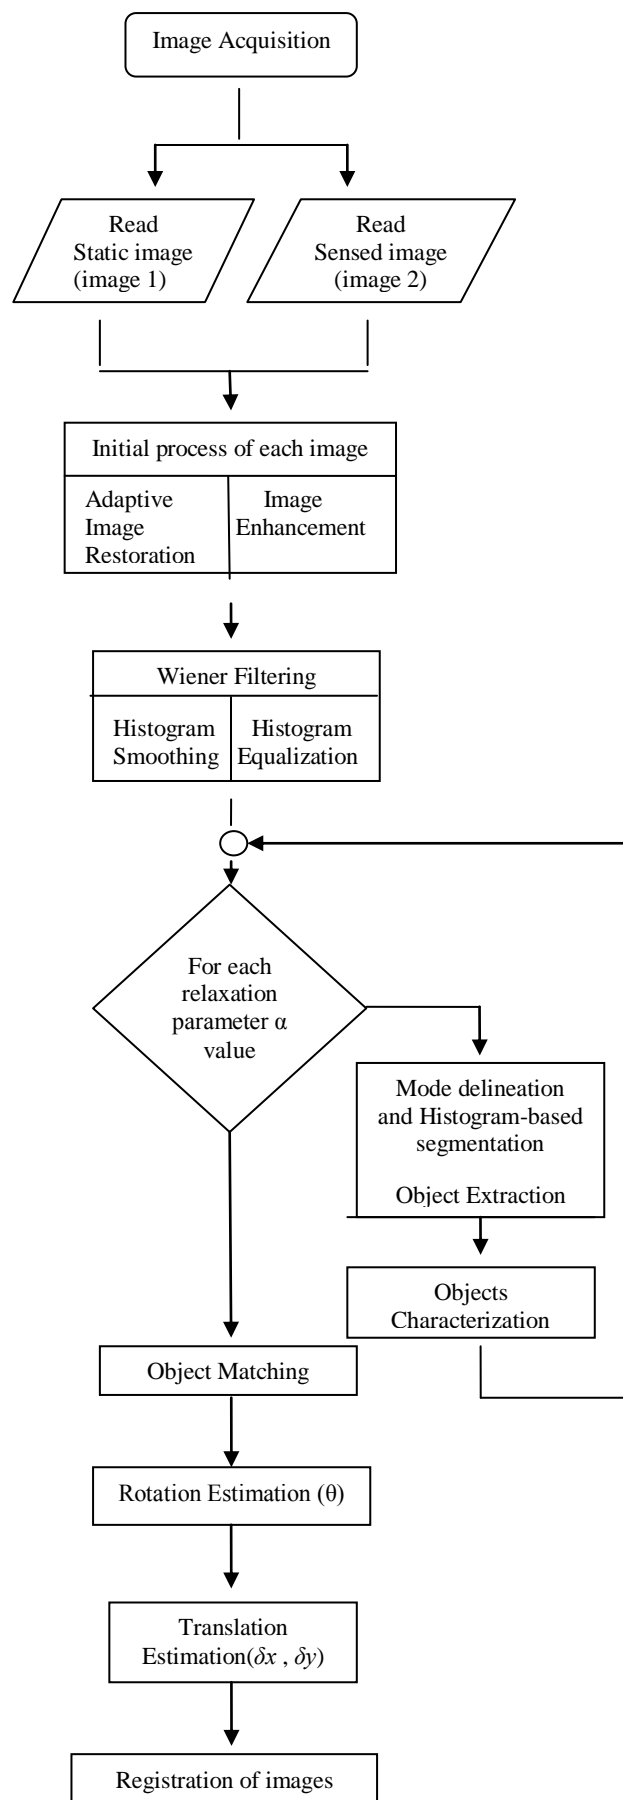 Image Acquisition
Read
Static image
(image 1)
Read
Sensed image
(image 2)
Initial process of each image
Adaptive
Image
Restoration
Image
Enhancement
Wiener Filtering
Histogram
Smoothing
Histogram
Equalization
For each
relaxation
parameter α
value
Mode delineation
and Histogram-based
segmentation
Object Extraction
Objects
Characterization
Object Matching
Rotation Estimation (θ)
Translation
Estimation(δx , δy)
Registration of images